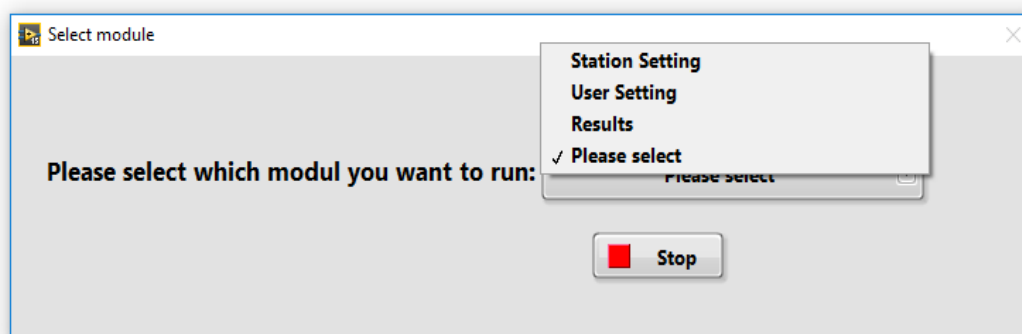 Select module
Station Setting
User Setting
Results
Please select
Please select which modul you want to run:
Please select
Stop